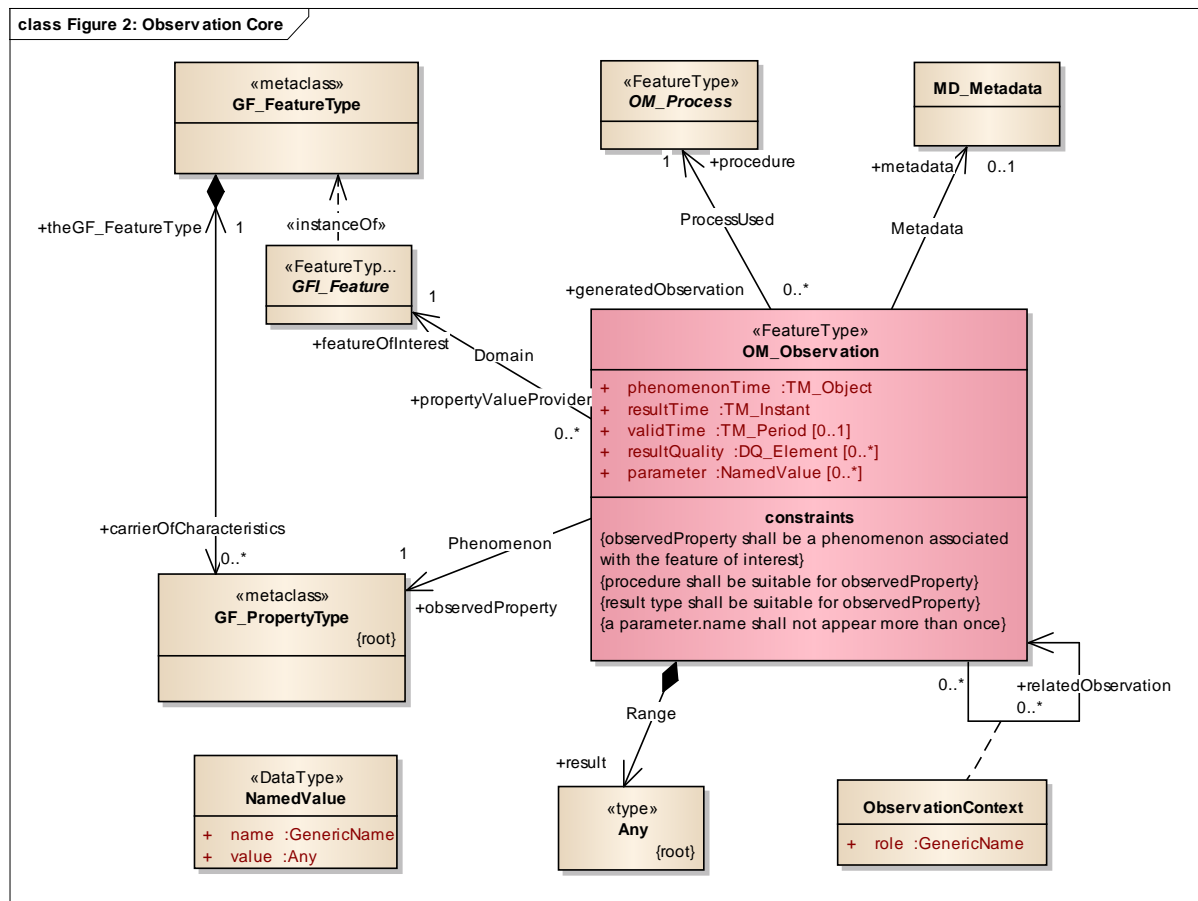 class Figure 2: Observation Core
«metaclass»
GF_FeatureType
«FeatureType»
OM_Process
MD_Metadata
1
+procedure
+metadata
0..1
+theGF_FeatureType
1
«instanceOf»
ProcessUsed
Metadata
«FeatureTyp...
GFI_Feature
1
+featureOfInterest
+generatedObservation
0..*
Domain
+propertyValueProvider
0..*
«FeatureType»
OM_Observation
+ phenomenonTime :TM_Object
+ resultTime :TM_Instant
+ validTime :TM_Period [0..1]
+ resultQuality :DQ_Element [0..*]
+ parameter :NamedValue [0..*]
constraints
{observedProperty shall be a phenomenon associated
with the feature of interest}
{procedure shall be suitable for observedProperty}
{result type shall be suitable for observedProperty}
{a parameter.name shall not appear more than once}
+carrierOfCharacteristics
0..*
Phenomenon
1
+observedProperty
«metaclass»
GF_PropertyType
{root}
0..*
+relatedObservation
0..*
Range
+result
«DataType»
NamedValue
+ name :GenericName
+ value :Any
«type»
Any
{root}
ObservationContext
+ role :GenericName